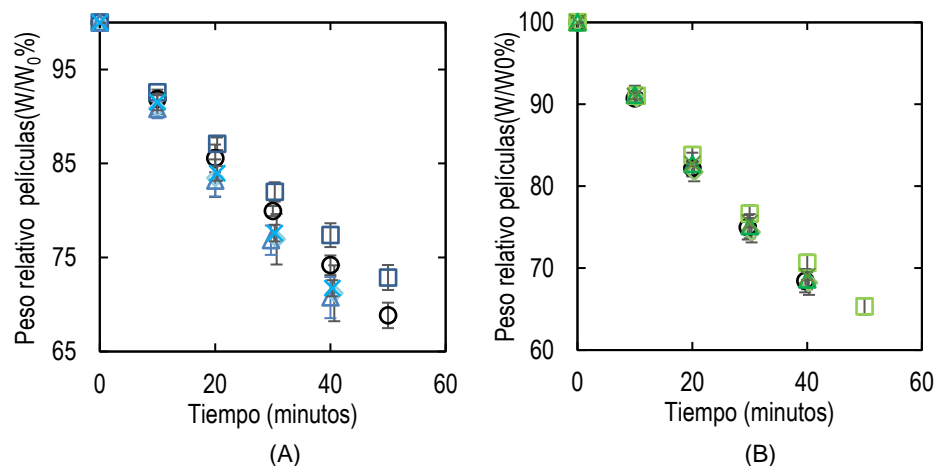 Peso relativo películas(W/W₀%)
95
85
75
65
0
20
40
60
Tiempo (minutos)
(A)
Peso relativo películas(W/W0%)
100
90
80
70
60
0
20
40
60
Tiempo (minutos)
(B)